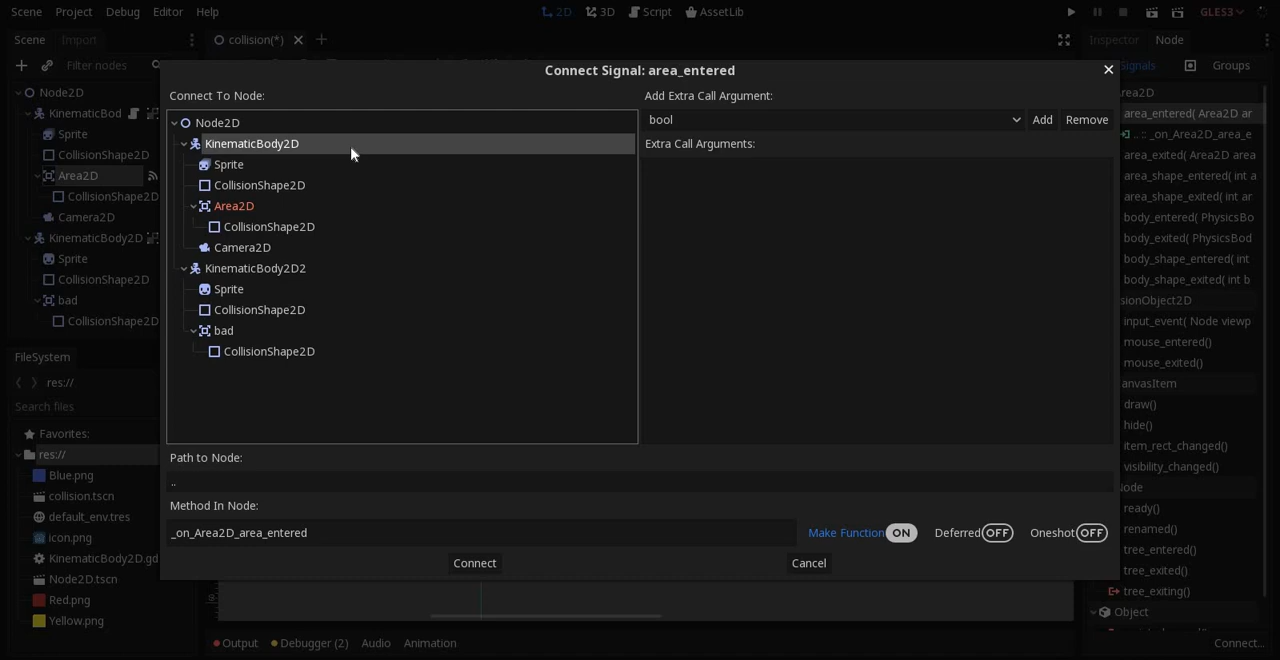 Scene Project Debug Editor Help 2D 3D Script AssetLib GLES3
Scene Import collision(*) Inspector Node
Filter nodes Signals Groups
Node2D
KinematicBod
Sprite
CollisionShape2D
Area2D
CollisionShape2D
Camera2D
KinematicBody2D
Sprite
CollisionShape2D
bad
CollisionShape2D
FileSystem
res://
Search files
Favorites:
res://
Blue.png
collision.tscn
default_env.tres
icon.png
KinematicBody2D.gd
Node2D.tscn
Red.png
Yellow.png
Connect Signal: area_entered
Connect To Node:
Node2D
KinematicBody2D
Sprite
CollisionShape2D
Area2D
CollisionShape2D
Camera2D
KinematicBody2D2
Sprite
CollisionShape2D
bad
CollisionShape2D
Add Extra Call Argument:
bool Add Remove
Extra Call Arguments:
Path to Node:
..
Method In Node:
_on_Area2D_area_entered Make Function ON Deferred OFF Oneshot OFF
Connect Cancel
rea2D
area_entered( Area2D ar
.. :: _on_Area2D_area_e
area_exited( Area2D area
area_shape_entered( int a
area_shape_exited( int ar
body_entered( PhysicsBo
body_exited( PhysicsBod
body_shape_entered( int
body_shape_exited( int b
sionObject2D
input_event( Node viewp
mouse_entered()
mouse_exited()
anvasItem
draw()
hide()
item_rect_changed()
visibility_changed()
Node
ready()
renamed()
tree_entered()
tree_exited()
tree_exiting()
Object
Output Debugger (2) Audio Animation Connect...